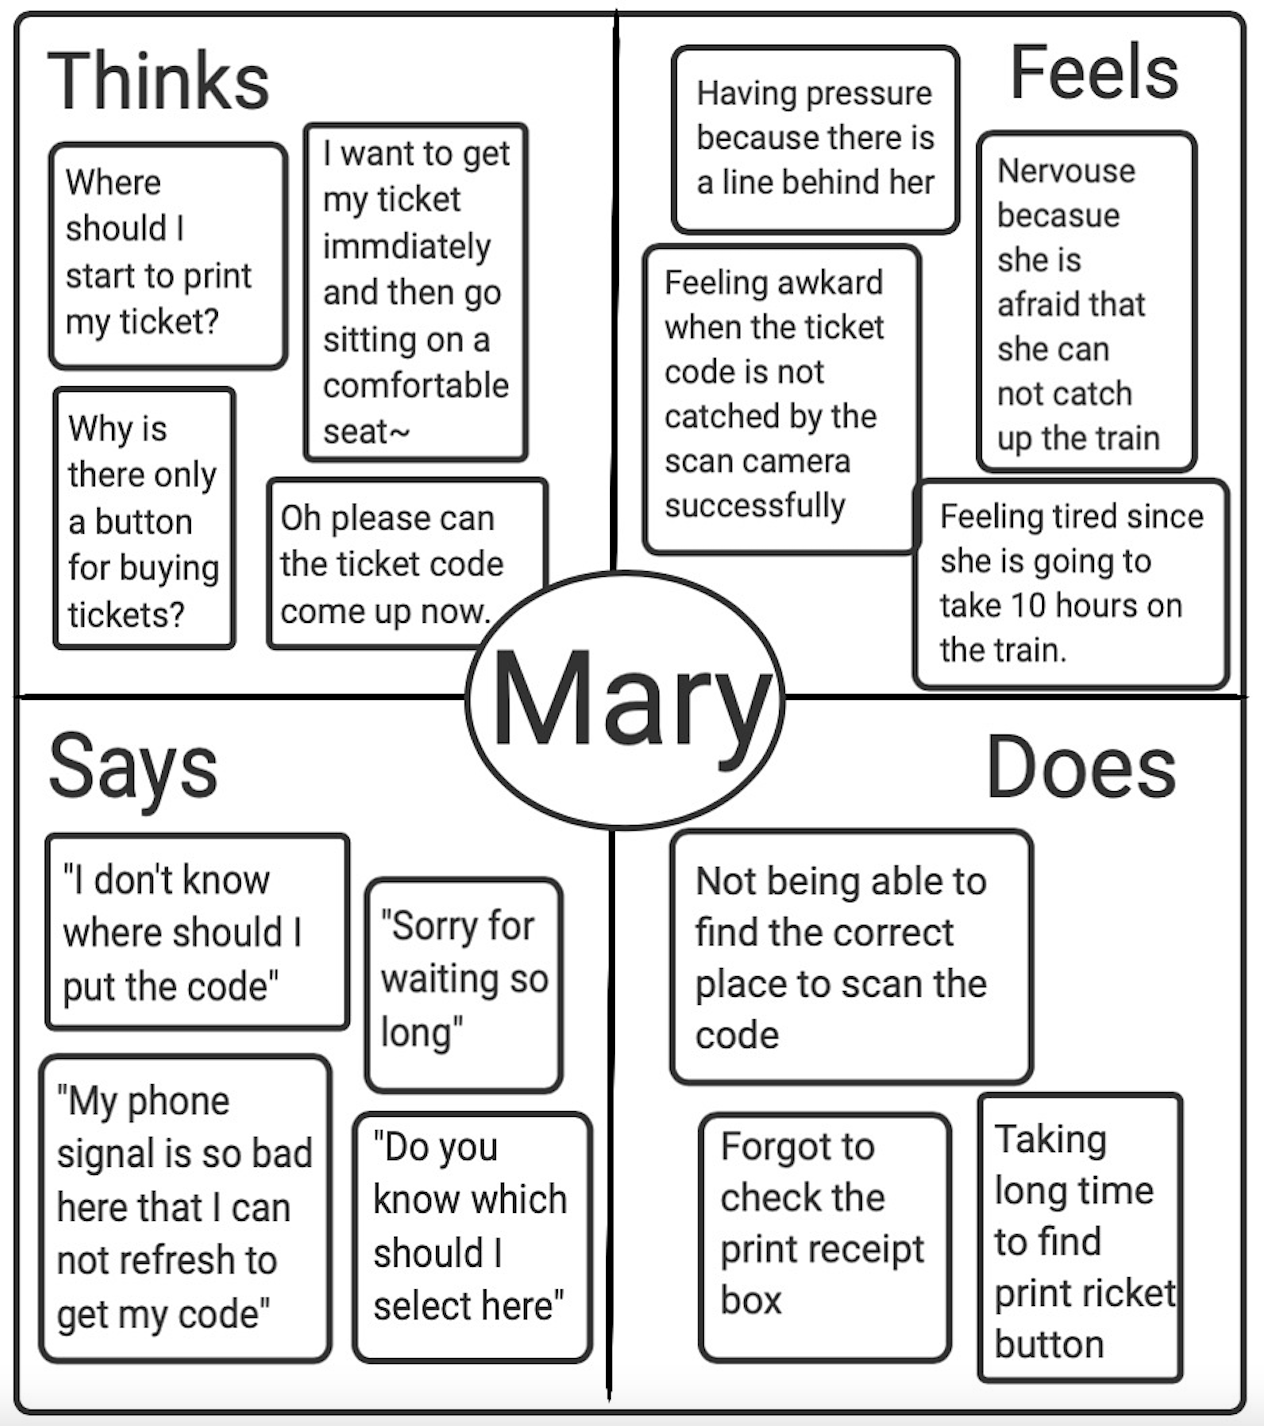 Thinks
Where
should I
start to print
my ticket?
I want to get
my ticket
immdiately
and then go
sitting on a
comfortable
seat~
Why is
there only
a button
for buying
tickets?
Oh please can
the ticket code
come up now.
Feels
Having pressure
because there is
a line behind her
Nervouse
becasue
she is
afraid that
she can
not catch
up the train
Feeling awkard
when the ticket
code is not
catched by the
scan camera
successfully
Feeling tired since
she is going to
take 10 hours on
the train.
Mary
Says
"I don't know
where should I
put the code"
"Sorry for
waiting so
long"
"My phone
signal is so bad
here that I can
not refresh to
get my code"
"Do you
know which
should I
select here"
Does
Not being able to
find the correct
place to scan the
code
Forgot to
check the
print receipt
box
Taking
long time
to find
print ricket
button